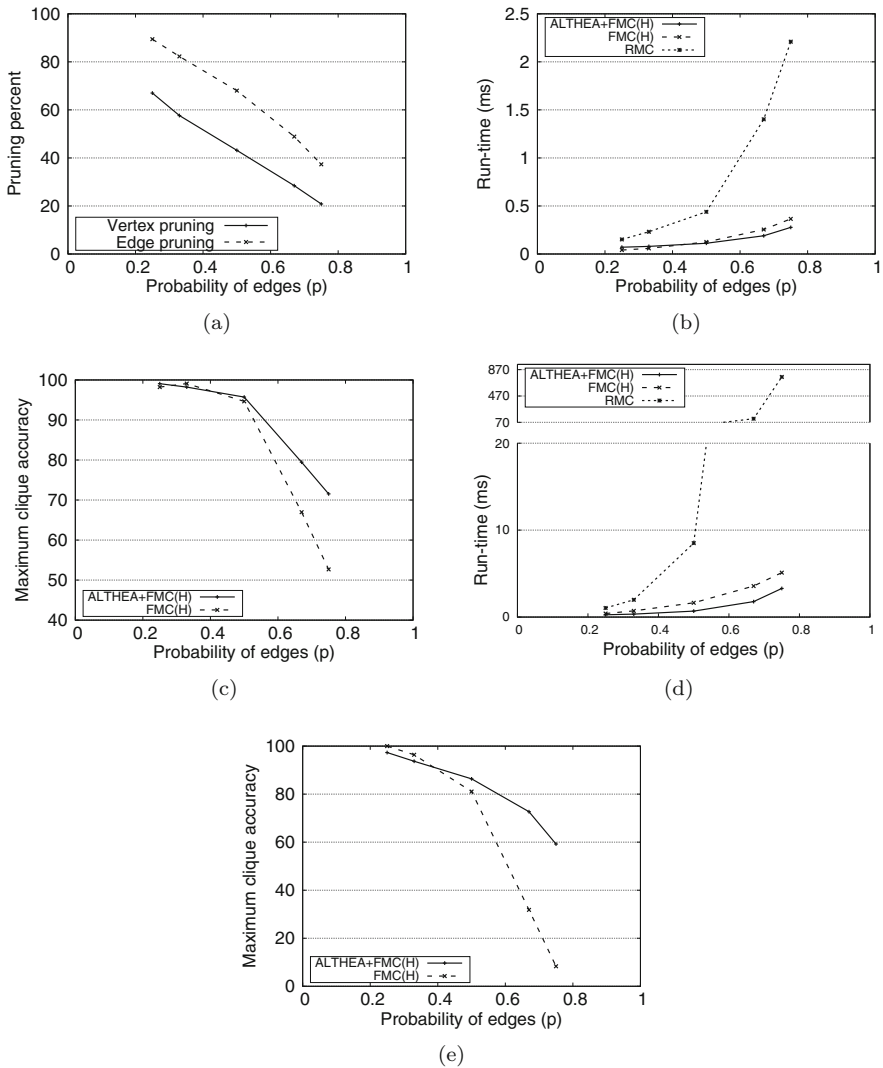 100
80
60
40
20
0
Pruning percent
Vertex pruning
Edge pruning
0 0.2 0.4 0.6 0.8 1
Probability of edges (p)
(a)
2.5
2
1.5
1
0.5
0
Run-time (ms)
ALTHEA+FMC(H)
FMC(H)
RMC
0 0.2 0.4 0.6 0.8 1
Probability of edges (p)
(b)
100
90
80
70
60
50
40
Maximum clique accuracy
ALTHEA+FMC(H)
FMC(H)
0 0.2 0.4 0.6 0.8 1
Probability of edges (p)
(c)
870
470
70
20
10
0
Run-time (ms)
ALTHEA+FMC(H)
FMC(H)
RMC
0 0.2 0.4 0.6 0.8 1
Probability of edges (p)
(d)
100
80
60
40
20
0
Maximum clique accuracy
ALTHEA+FMC(H)
FMC(H)
0 0.2 0.4 0.6 0.8 1
Probability of edges (p)
(e)